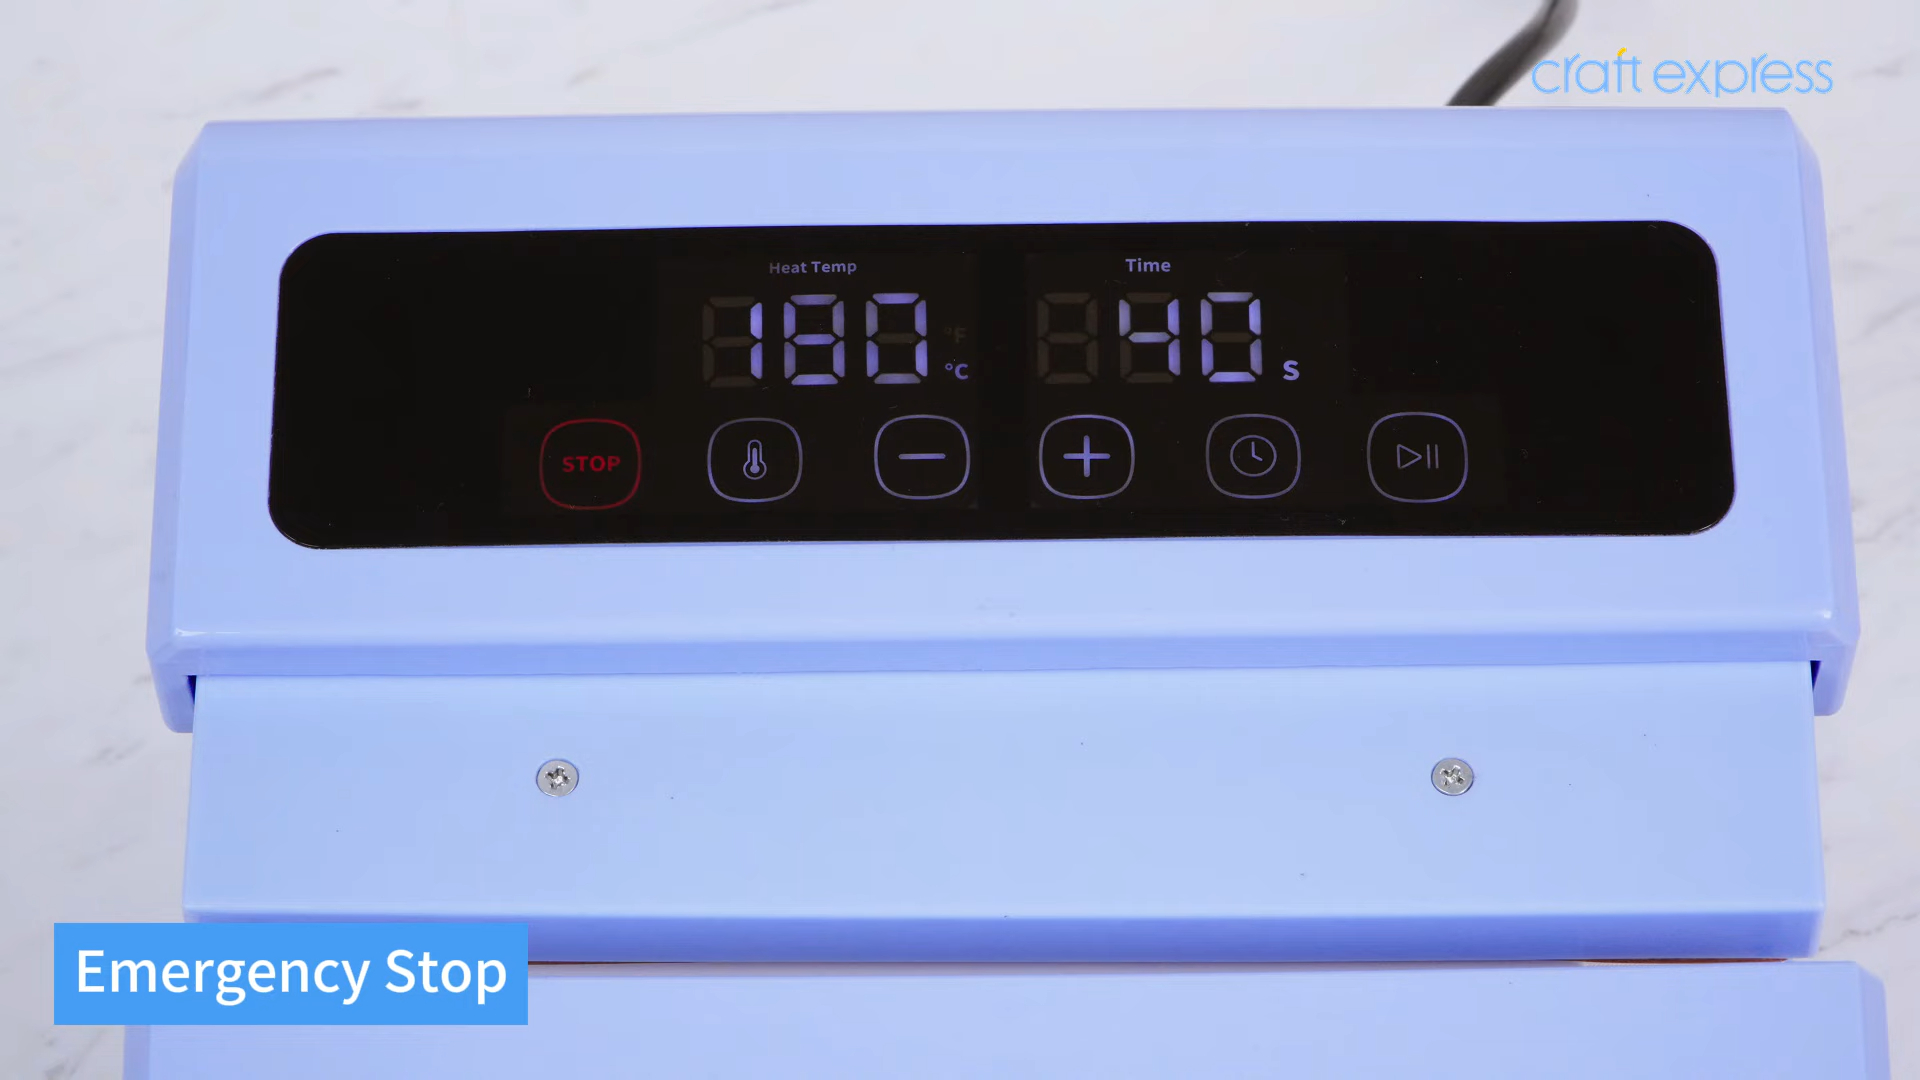 craft express
Heat Temp
Time
180 °F
°C
40 S
STOP
Emergency Stop